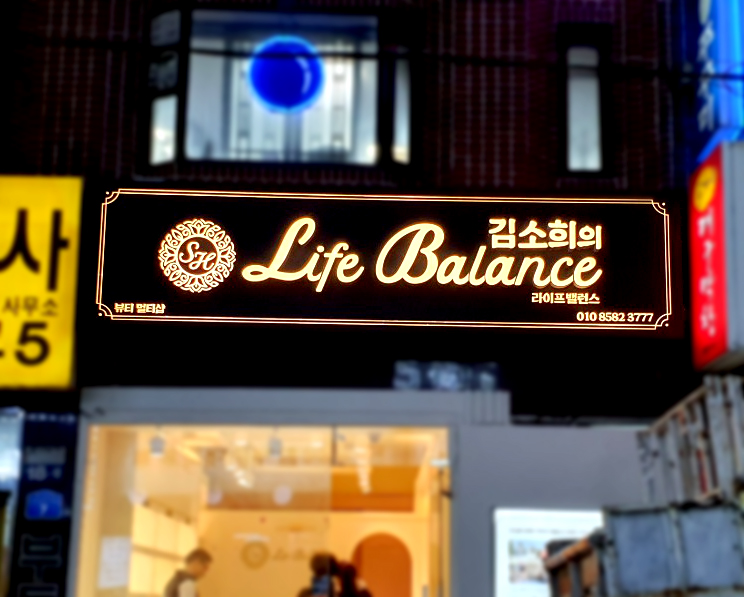 김소희의
SH
Life Balance
라이프밸런스
뷰티 멀티샵
010 8582 3777
사
사무소
5